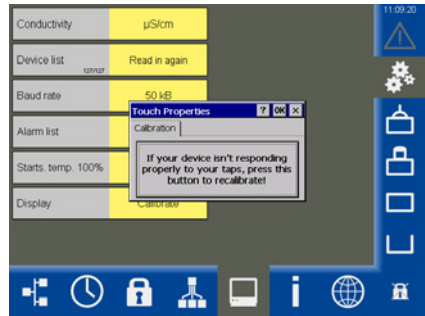 11:09:20
Conductivity
µS/cm
Device list
127/127
Read in again
Baud rate
50 kB
Touch Properties
? OK ×
Calibration
Alarm list
If your device isn't responding
properly to your taps, press this
button to recalibrate!
Starts. temp. 100%
Display
Calibrate